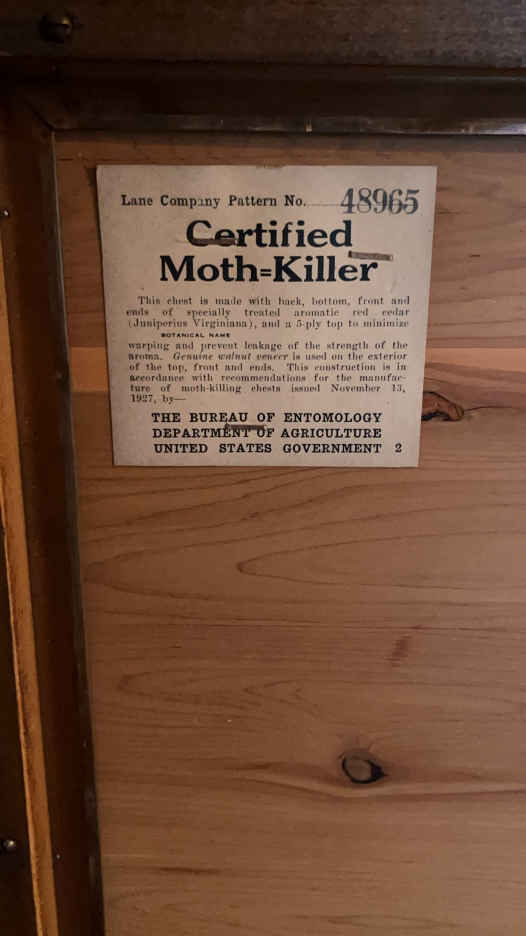 Lane Company Pattern No. 48965
Certified
Moth=Killer
This chest is made with back, bottom, front and
ends of specially treated aromatic red cedar
(Juniperius Virginiana), and a 5-ply top to minimize
BOTANICAL NAME
warping and prevent leakage of the strength of the
aroma. Genuine walnut veneer is used on the exterior
of the top, front and ends. This construction is in
accordance with recommendations for the manufac-
ture of moth-killing chests issued November 13,
1927, by—
THE BUREAU OF ENTOMOLOGY
DEPARTMENT OF AGRICULTURE
UNITED STATES GOVERNMENT 2